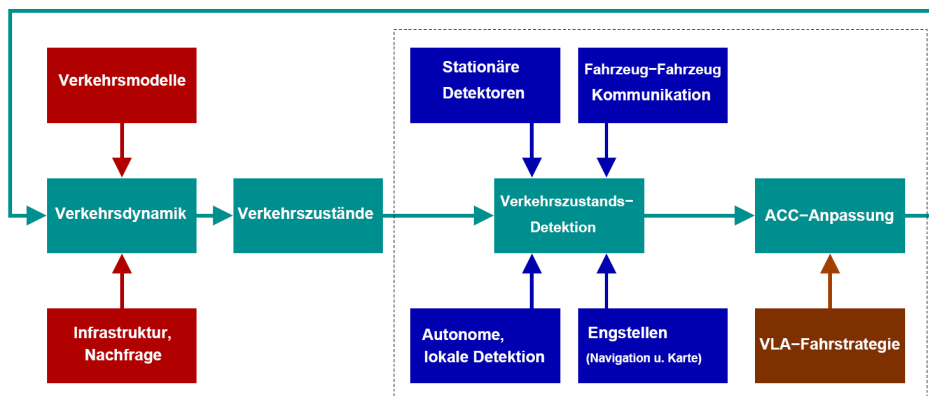 Verkehrsmodelle
Stationäre
Detektoren
Fahrzeug−Fahrzeug
Kommunikation
Verkehrsdynamik
Verkehrszustände
Verkehrszustands−
Detektion
ACC−Anpassung
Infrastruktur,
Nachfrage
Autonome,
lokale Detektion
Engstellen
(Navigation u. Karte)
VLA−Fahrstrategie